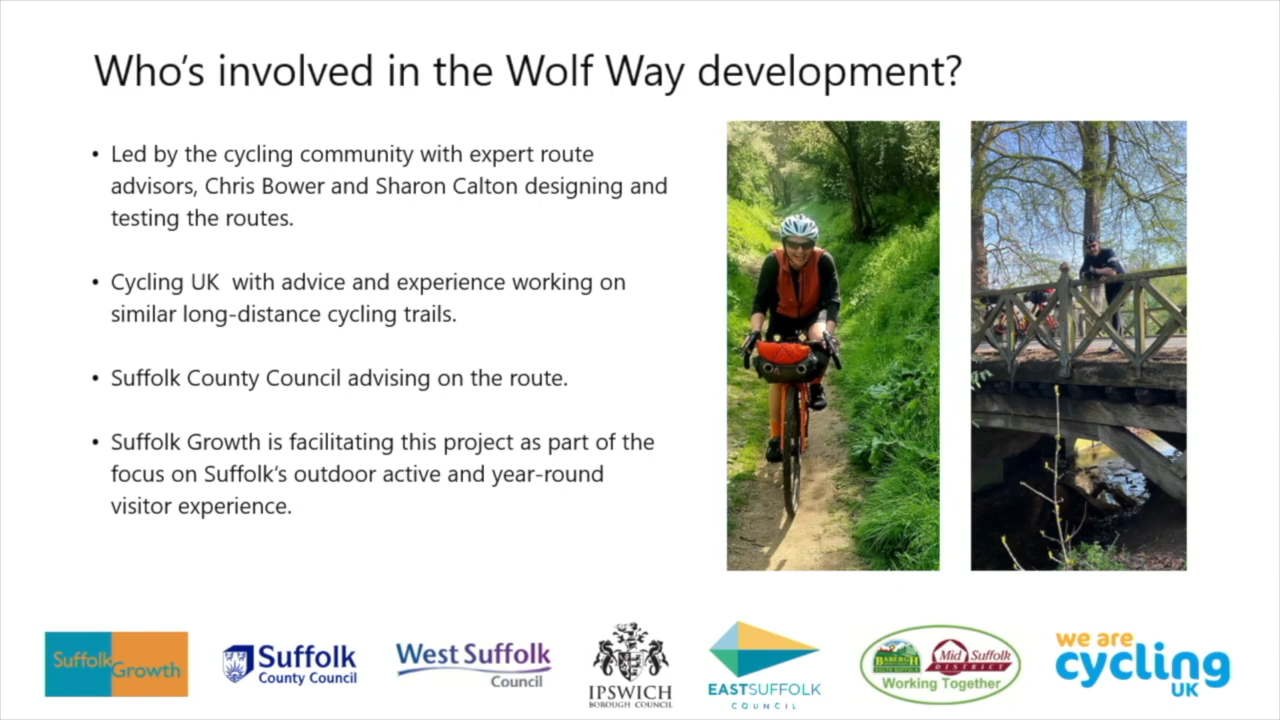 Who's involved in the Wolf Way development?
• Led by the cycling community with expert route
advisors, Chris Bower and Sharon Calton designing and
testing the routes.
• Cycling UK  with advice and experience working on
similar long-distance cycling trails.
• Suffolk County Council advising on the route.
• Suffolk Growth is facilitating this project as part of the
focus on Suffolk's outdoor active and year-round
visitor experience.
Suffolk
Growth
Suffolk
County Council
West Suffolk
Council
IPSWICH
BOROUGH COUNCIL
EASTSUFFOLK
COUNCIL
BABERGH
Mid Suffolk
DISTRICT
Working Together
we are
cycling
UK